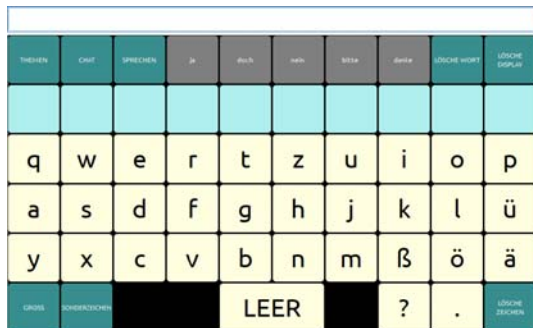 THEMEN CHAT SPRECHEN ja doch nein bitte danke LÖSCHE WORT LÖSCHE DISPLAY
q w e r t z u i o p
a s d f g h j k l ü
y x c v b n m ß ö ä
GROSS SONDERZEICHEN LEER ? . LÖSCHE ZEICHEN